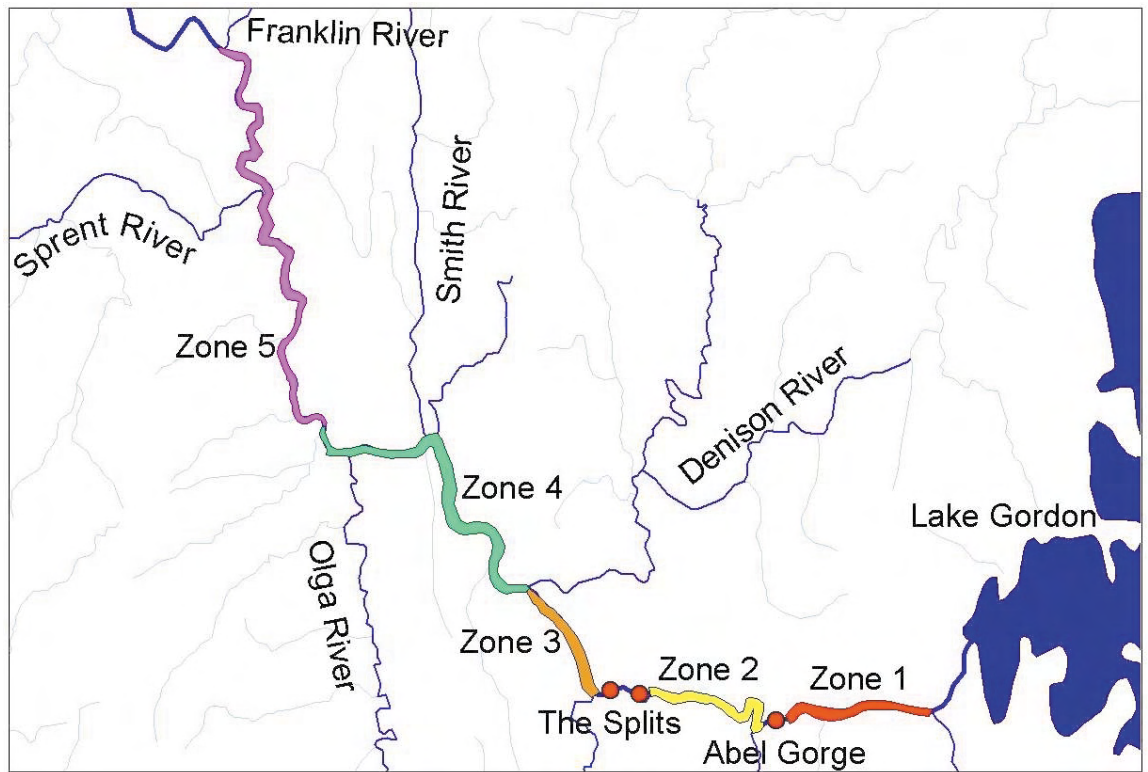 Franklin River
Smith River
Sprent River
Zone 5
Denison River
Zone 4
Lake Gordon
Olga River
Zone 3
Zone 2
Zone 1
The Splits
Abel Gorge